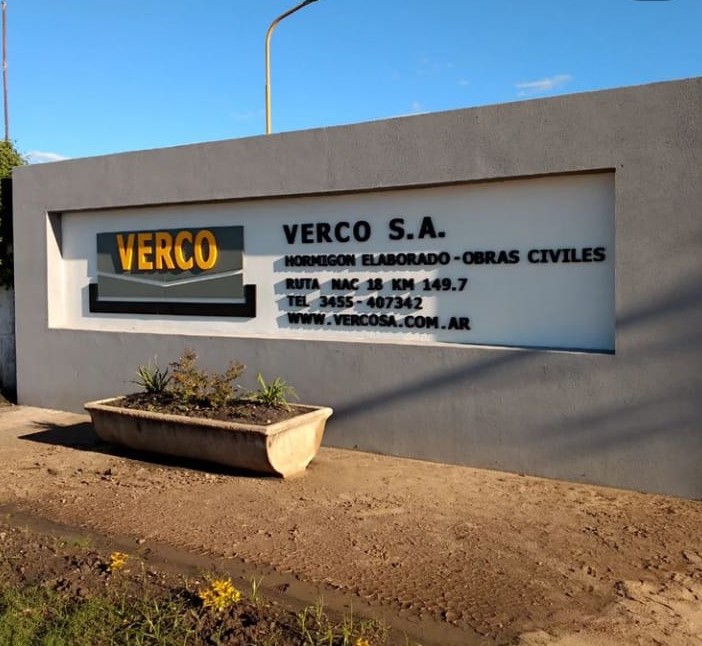 VERCO
VERCO S.A.
HORMIGON ELABORADO-OBRAS CIVILES
RUTA NAC 18 KM 149.7
TEL 3455-407342
WWW.VERCOSA.COM.AR